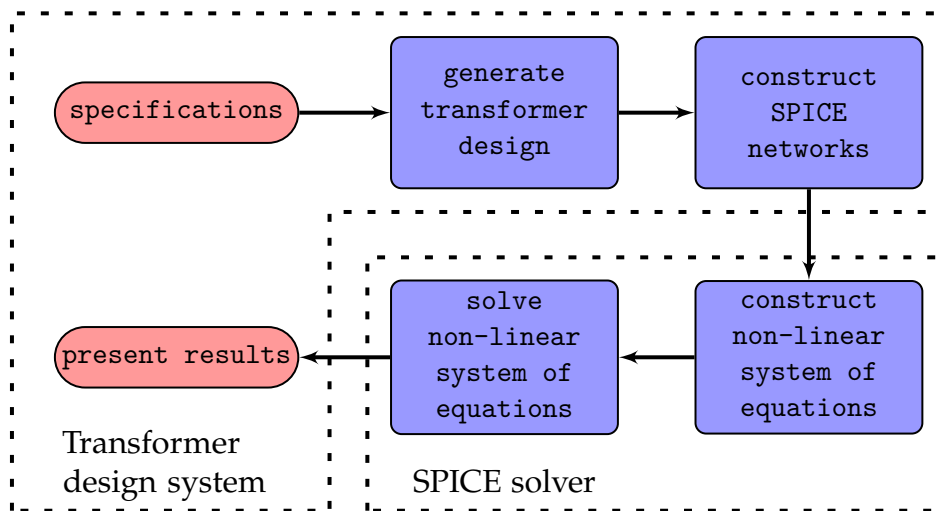 specifications
generate
transformer
design
construct
SPICE
networks
construct
non-linear
system of
equations
solve
non-linear
system of
equations
present results
Transformer
design system
SPICE solver